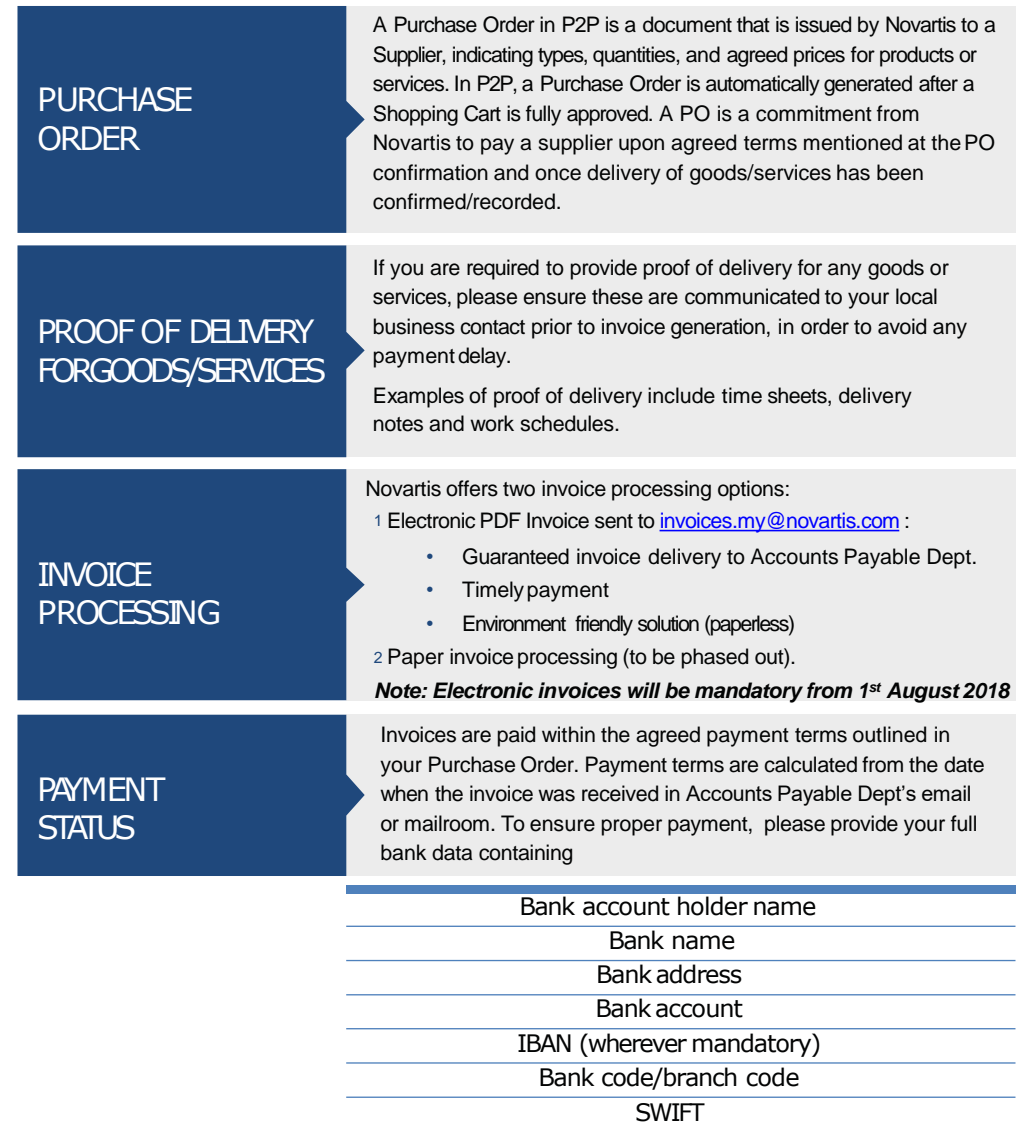 PURCHASE
ORDER
A Purchase Order in P2P is a document that is issued by Novartis to a
Supplier, indicating types, quantities, and agreed prices for products or
services. In P2P, a Purchase Order is automatically generated after a
Shopping Cart is fully approved. A PO is a commitment from
Novartis to pay a supplier upon agreed terms mentioned at the PO
confirmation and once delivery of goods/services has been
confirmed/recorded.
PROOF OF DELIVERY
FORGOODS/SERVICES
If you are required to provide proof of delivery for any goods or
services, please ensure these are communicated to your local
business contact prior to invoice generation, in order to avoid any
payment delay.
Examples of proof of delivery include time sheets, delivery
notes and work schedules.
INVOICE
PROCESSING
Novartis offers two invoice processing options:
1 Electronic PDF Invoice sent to invoices.my@novartis.com :
• Guaranteed invoice delivery to Accounts Payable Dept.
• Timely payment
• Environment friendly solution (paperless)
2 Paper invoice processing (to be phased out).
Note: Electronic invoices will be mandatory from 1st August 2018
PAYMENT
STATUS
Invoices are paid within the agreed payment terms outlined in
your Purchase Order. Payment terms are calculated from the date
when the invoice was received in Accounts Payable Dept's email
or mailroom. To ensure proper payment, please provide your full
bank data containing
Bank account holder name
Bank name
Bank address
Bank account
IBAN (wherever mandatory)
Bank code/branch code
SWIFT